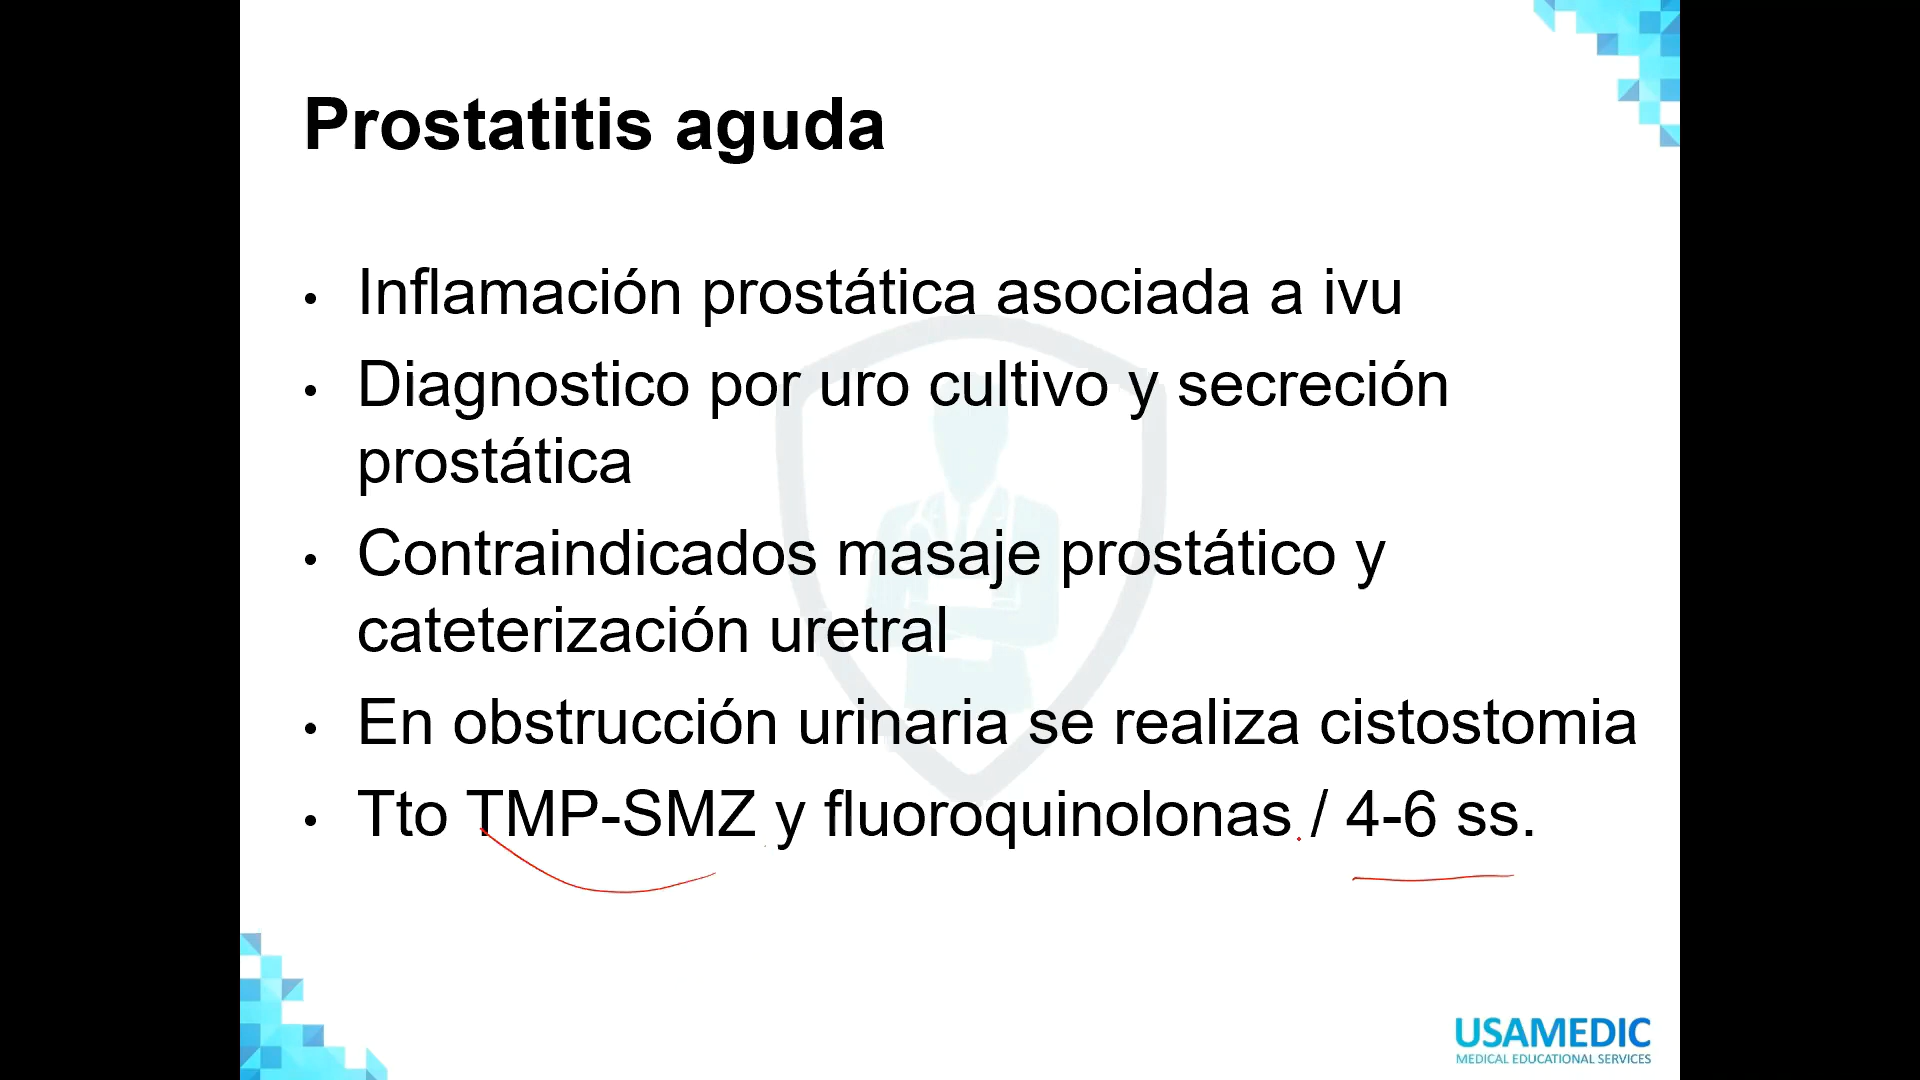 Prostatitis aguda
• Inflamación prostática asociada a ivu
• Diagnostico por uro cultivo y secreción
prostática
• Contraindicados masaje prostático y
cateterización uretral
• En obstrucción urinaria se realiza cistostomia
• Tto TMP-SMZ y fluoroquinolonas / 4-6 ss.
USAMEDIC
MEDICAL EDUCATIONAL SERVICES